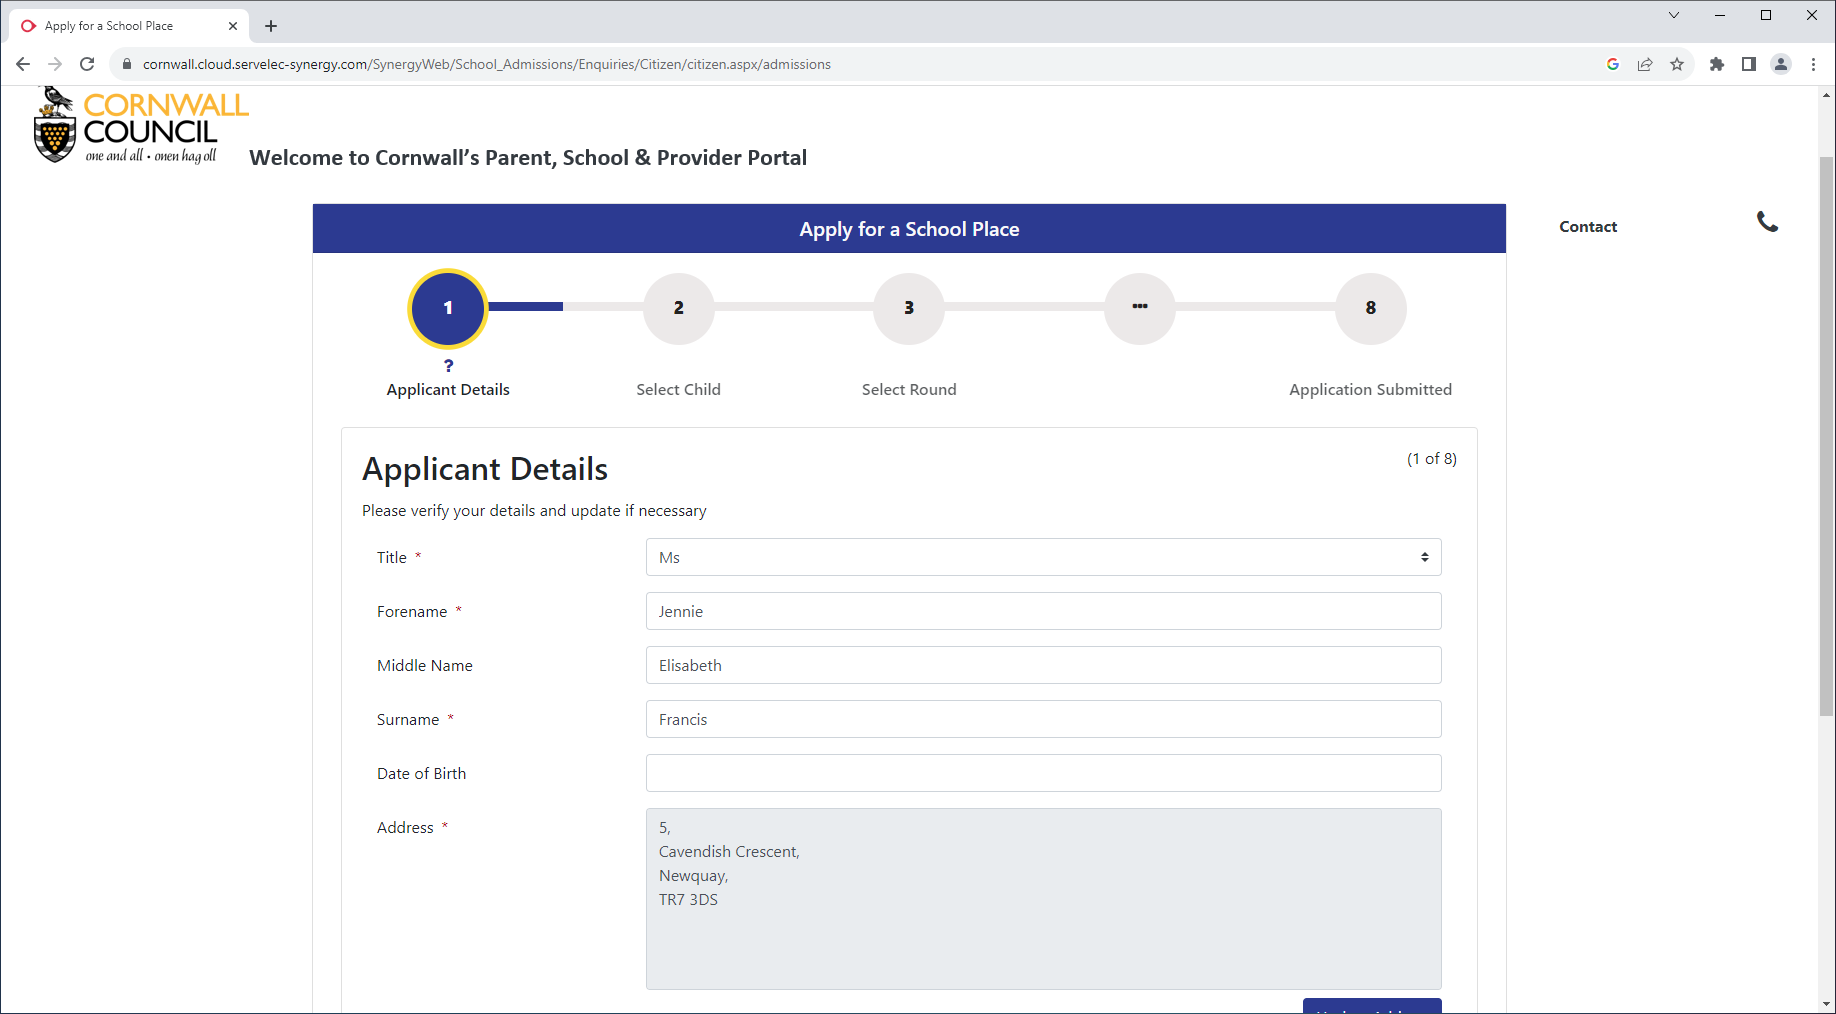 Apply for a School Place
cornwall.cloud.servelec-synergy.com/SynergyWeb/School_Admissions/Enquiries/Citizen/citizen.aspx/admissions
CORNWALL
COUNCIL
one and all • onen hag oll
Welcome to Cornwall's Parent, School & Provider Portal
Apply for a School Place
Contact
1
2
3
...
8
?
Applicant Details
Select Child
Select Round
Application Submitted
Applicant Details
(1 of 8)
Please verify your details and update if necessary
Title *
Ms
Forename *
Jennie
Middle Name
Elisabeth
Surname *
Francis
Date of Birth
Address *
5,
Cavendish Crescent,
Newquay,
TR7 3DS